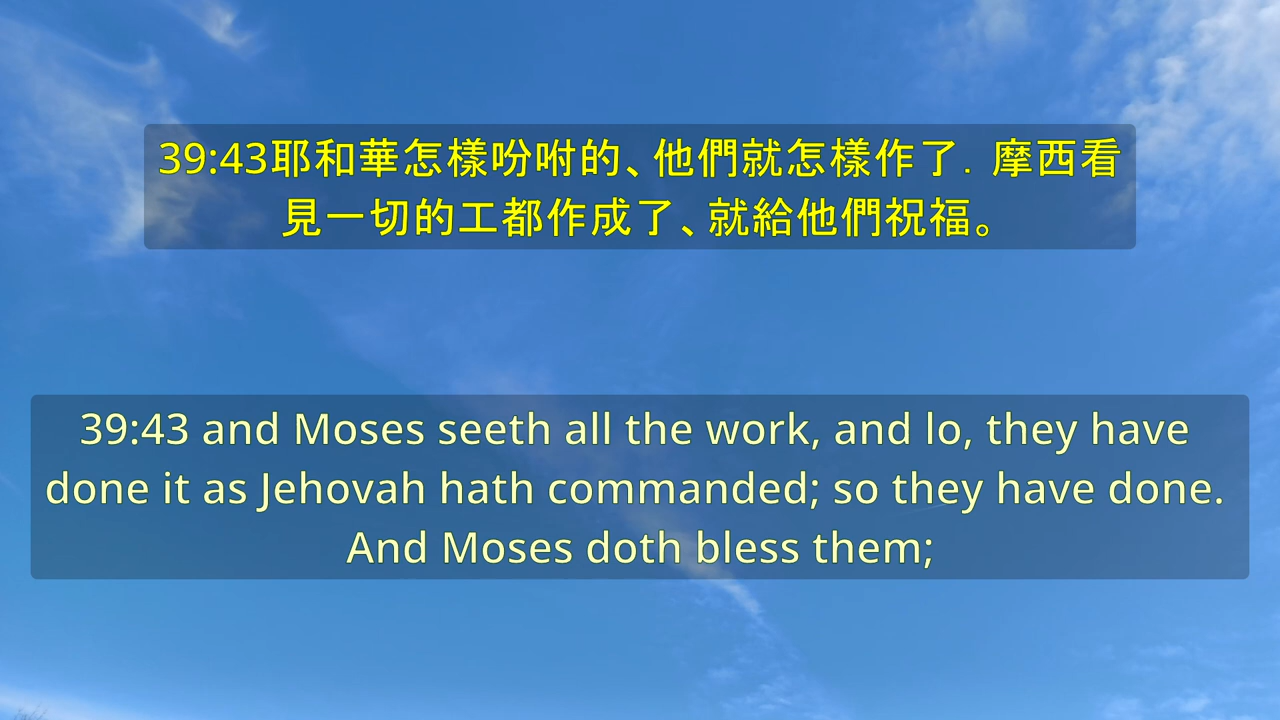 39:43耶和華怎樣吩咐的、他們就怎樣作了．摩西看
見一切的工都作成了、就給他們祝福。
39:43 and Moses seeth all the work, and lo, they have
done it as Jehovah hath commanded; so they have done.
And Moses doth bless them;